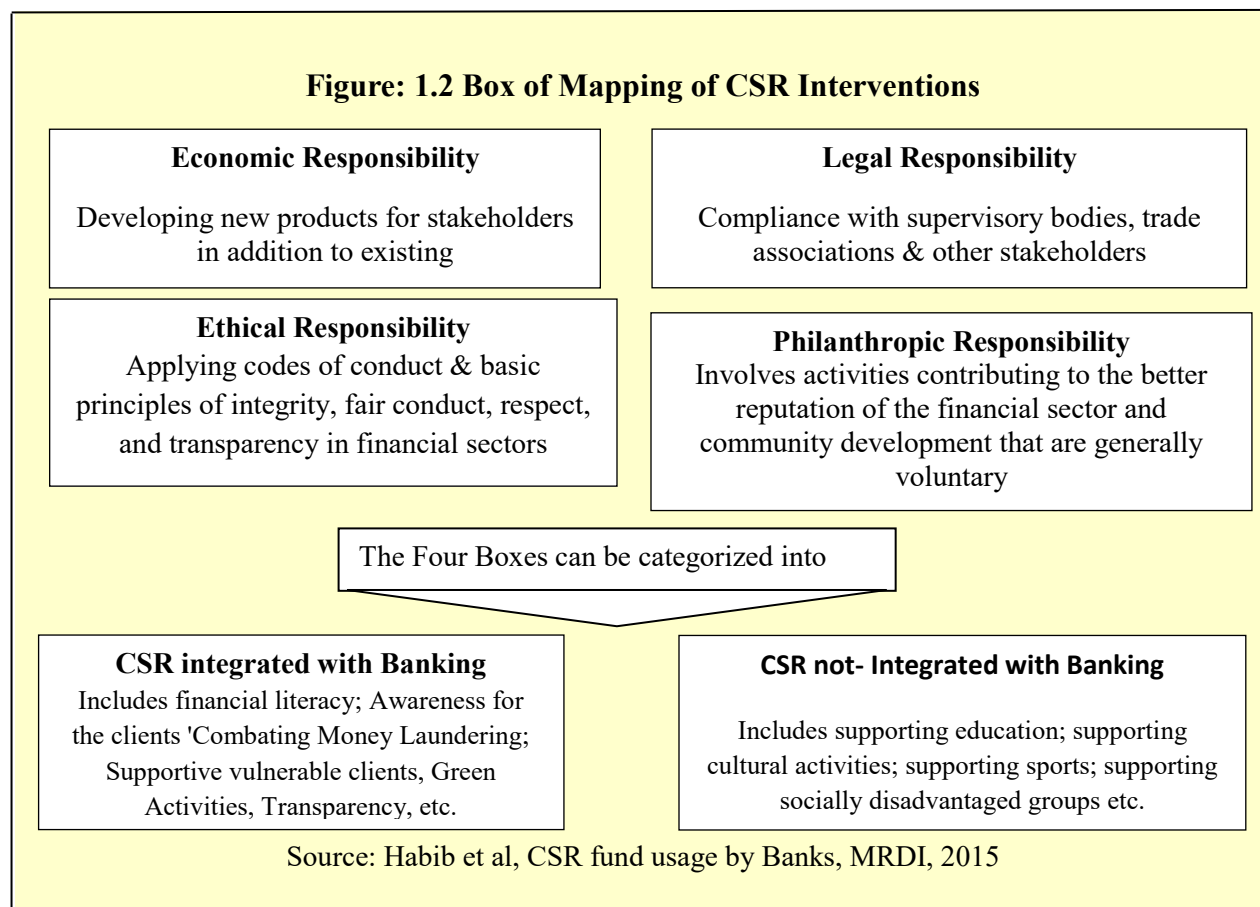 Figure: 1.2 Box of Mapping of CSR Interventions
Economic Responsibility
Developing new products for stakeholders
in addition to existing
Legal Responsibility
Compliance with supervisory bodies, trade
associations & other stakeholders
Ethical Responsibility
Applying codes of conduct & basic
principles of integrity, fair conduct, respect,
and transparency in financial sectors
Philanthropic Responsibility
Involves activities contributing to the better
reputation of the financial sector and
community development that are generally
voluntary
The Four Boxes can be categorized into
CSR integrated with Banking
Includes financial literacy; Awareness for
the clients 'Combating Money Laundering;
Supportive vulnerable clients, Green
Activities, Transparency, etc.
CSR not- Integrated with Banking
Includes supporting education; supporting
cultural activities; supporting sports; supporting
socially disadvantaged groups etc.
Source: Habib et al, CSR fund usage by Banks, MRDI, 2015